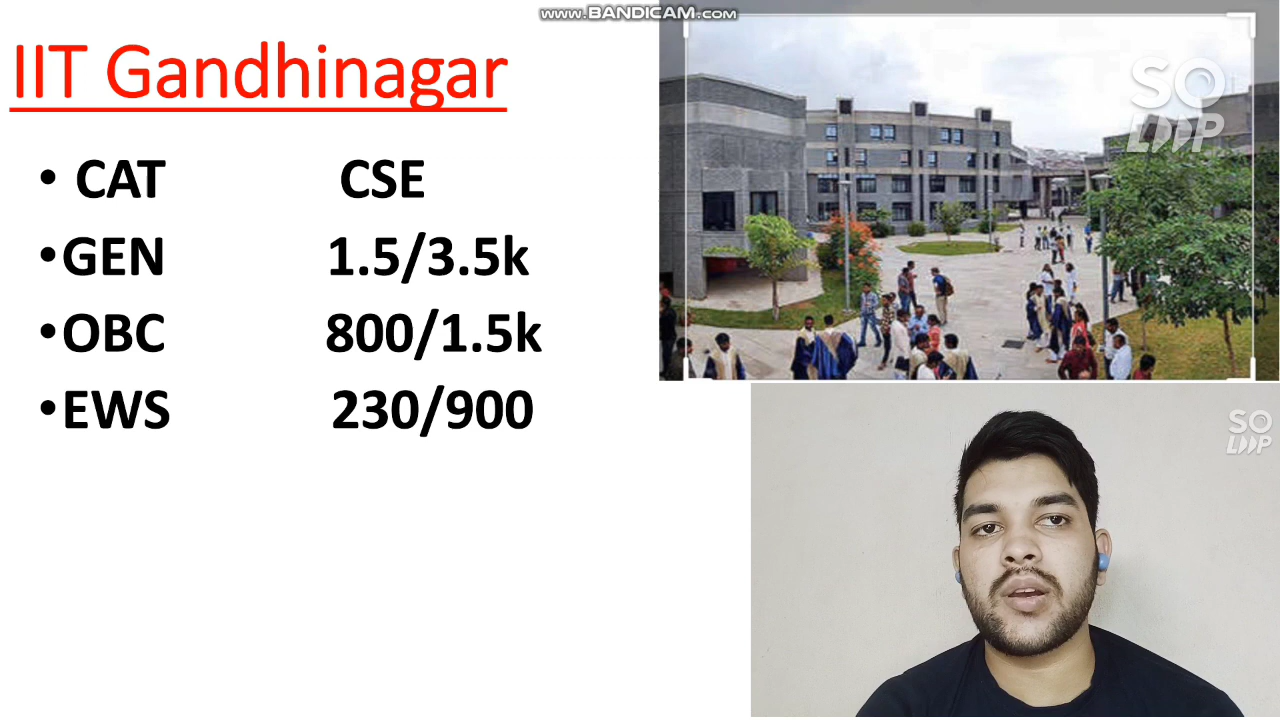 www.BANDICAM.com
IIT Gandhinagar
• CAT CSE
• GEN 1.5/3.5k
• OBC 800/1.5k
• EWS 230/900
SO
LOOP
SO
LOOP